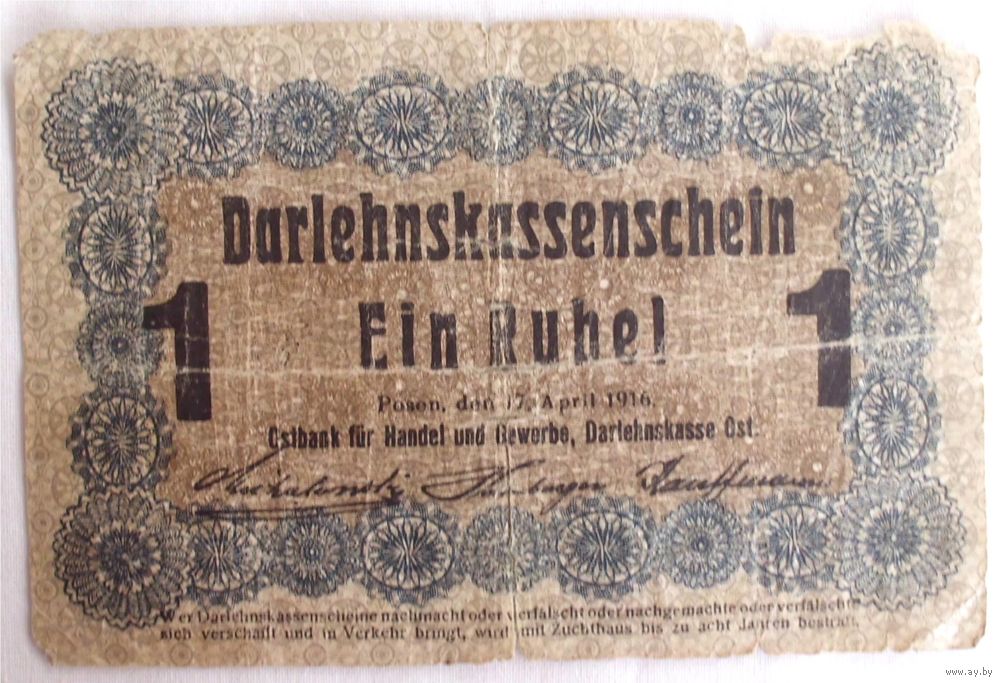 Darlehnskassenschein
1 Ein Rubel 1
Posen, den 17. April 1916.
Ostbank für Handel und Gewerbe, Darlehnskasse Ost.
Kauffmann
Wer Darlehnskassenscheine nachmacht oder verfälscht oder nachgemachte oder verfälschte
sich verschafft und in Verkehr bringt, wird mit Zuchthaus bis zu acht Jahren bestraft.
www.ay.by